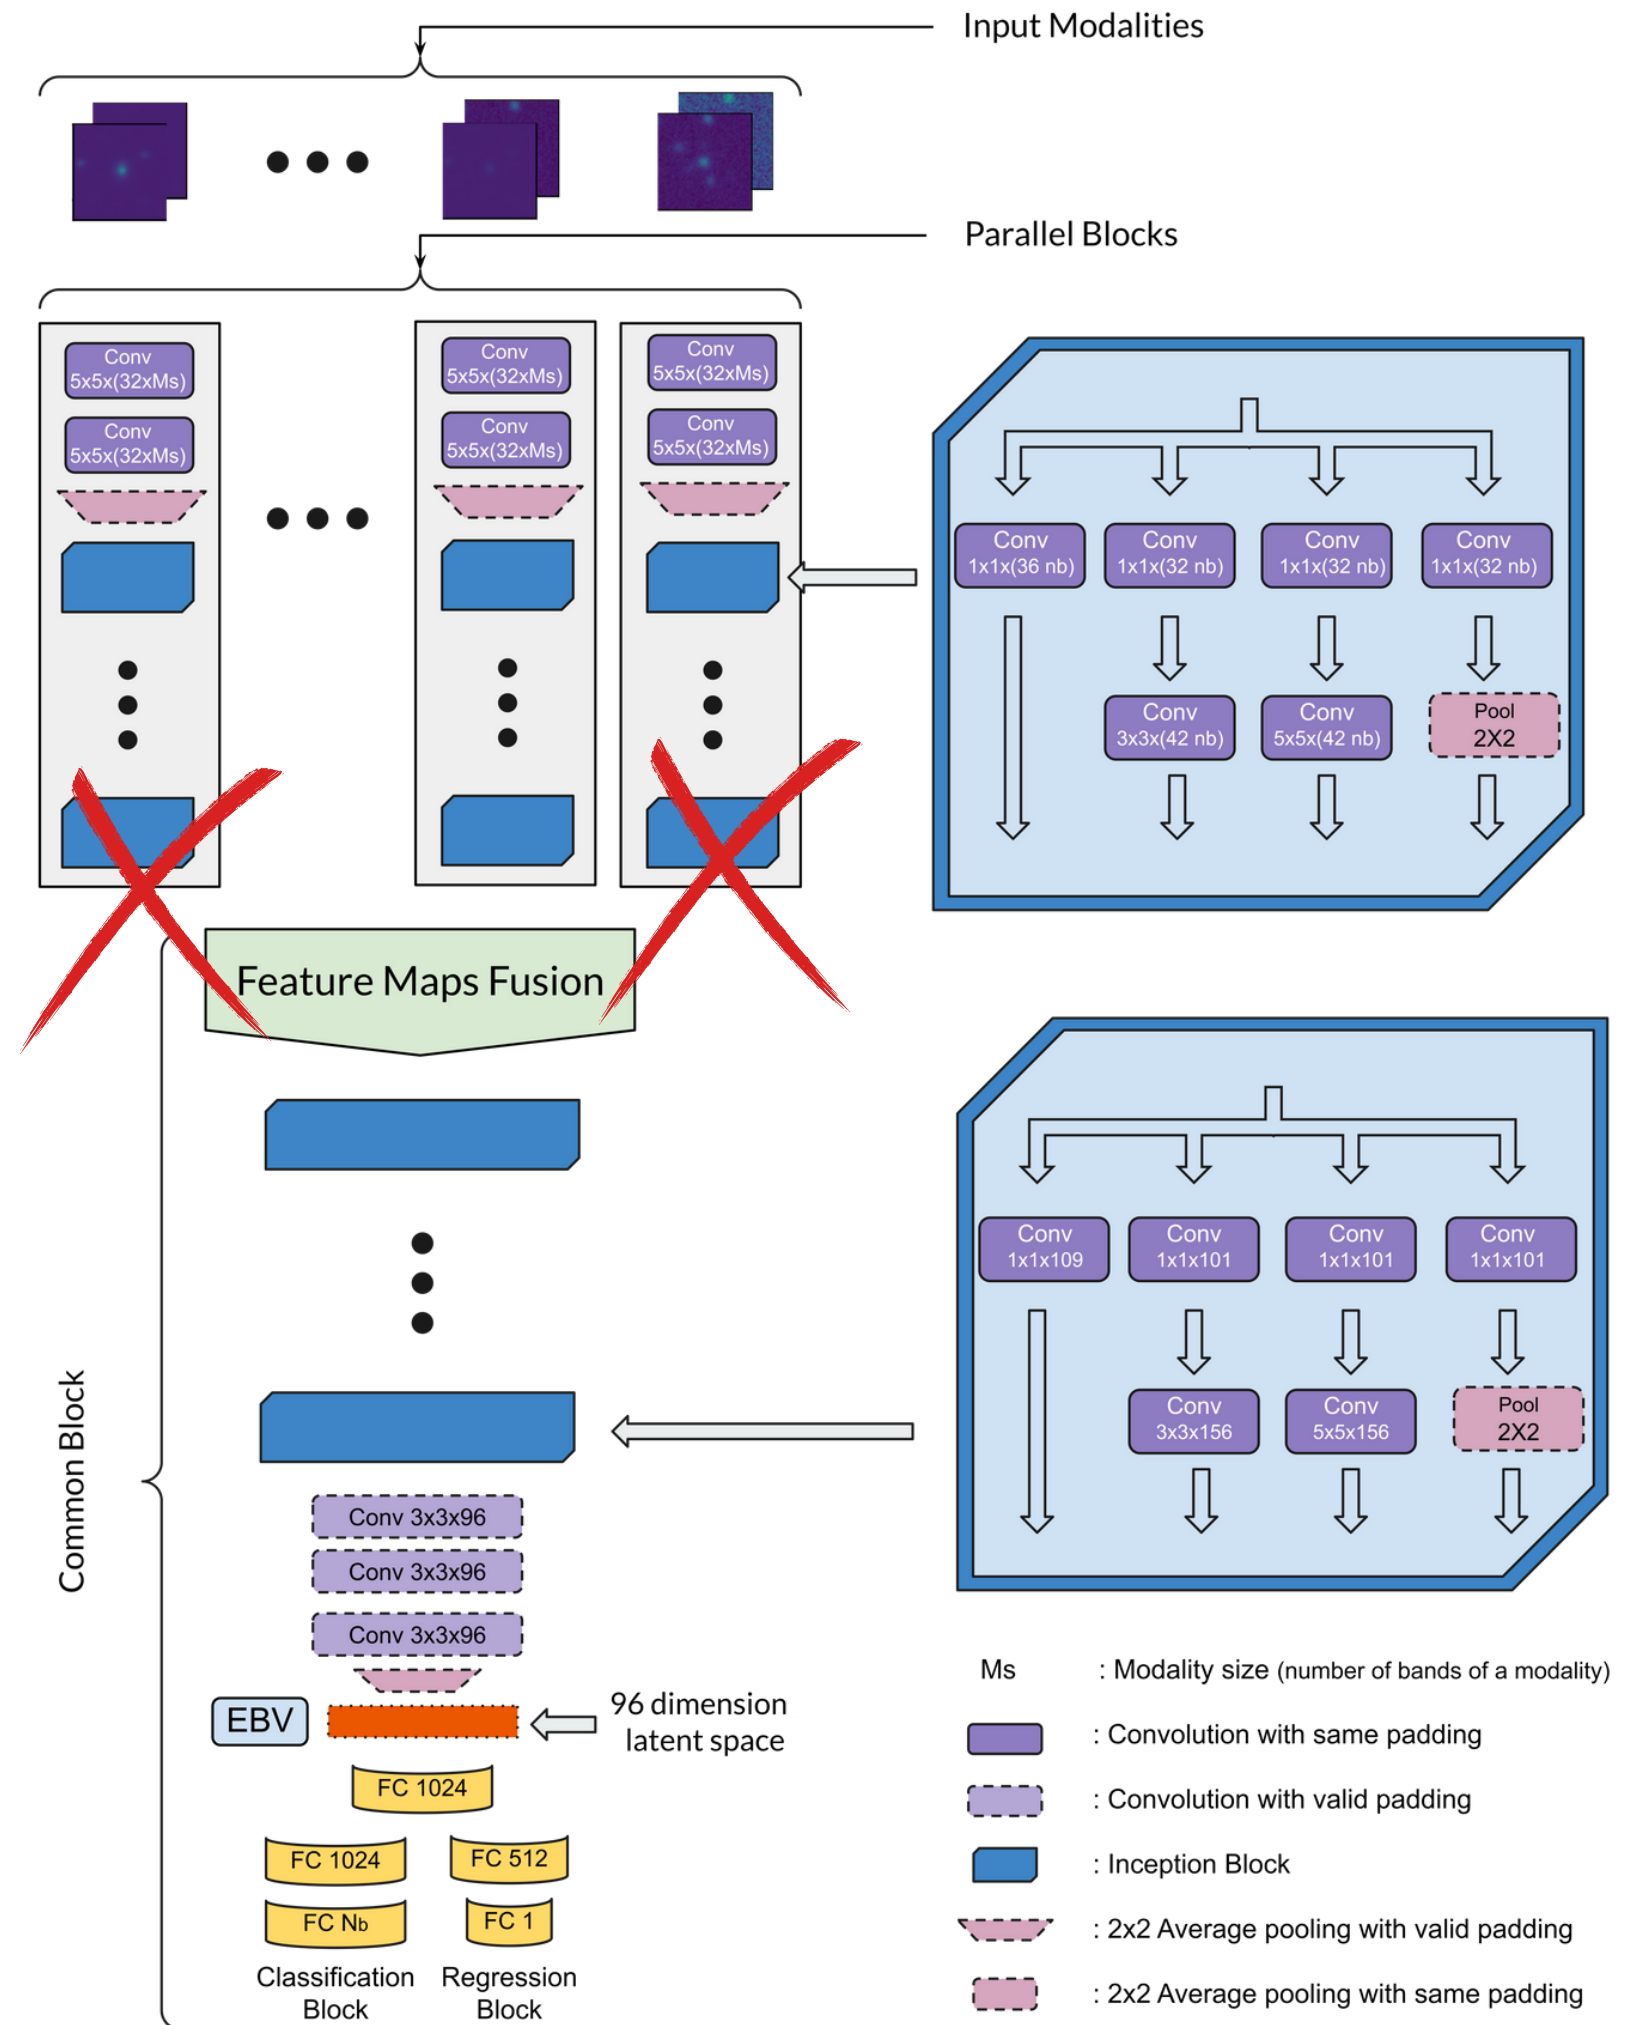 Input Modalities
Parallel Blocks
Conv
5x5x(32xMs)
Conv
5x5x(32xMs)
Conv
5x5x(32xMs)
Conv
5x5x(32xMs)
Conv
5x5x(32xMs)
Conv
5x5x(32xMs)
Conv
1x1x(36 nb)
Conv
1x1x(32 nb)
Conv
1x1x(32 nb)
Conv
1x1x(32 nb)
Conv
3x3x(42 nb)
Conv
5x5x(42 nb)
Pool
2X2
Feature Maps Fusion
Common Block
Conv
1x1x109
Conv
1x1x101
Conv
1x1x101
Conv
1x1x101
Conv
3x3x156
Conv
5x5x156
Pool
2X2
Conv 3x3x96
Conv 3x3x96
Conv 3x3x96
EBV
96 dimension
latent space
FC 1024
FC 1024
FC 512
FC Nb
FC 1
Classification
Block
Regression
Block
Ms : Modality size (number of bands of a modality)
: Convolution with same padding
: Convolution with valid padding
: Inception Block
: 2x2 Average pooling with valid padding
: 2x2 Average pooling with same padding